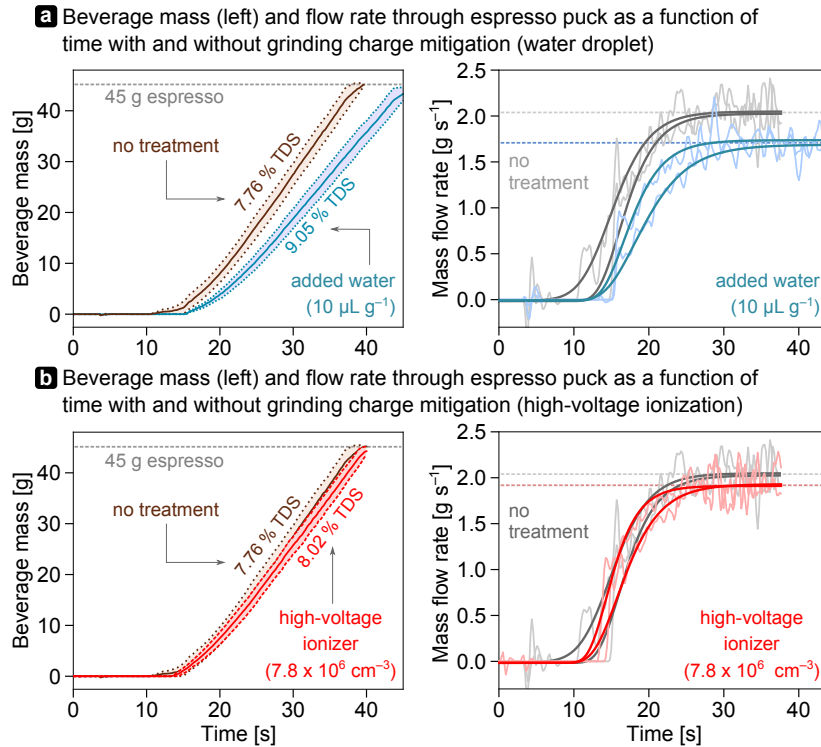 a Beverage mass (left) and flow rate through espresso puck as a function of
time with and without grinding charge mitigation (water droplet)
Beverage mass [g]
40
30
20
10
0
0 10 20 30 40
45 g espresso
no treatment
7.76 % TDS
9.05 % TDS
added water
(10 µL g⁻¹)
Mass flow rate [g s⁻¹]
2.5
2.0
1.5
1.0
0.5
0.0
0 10 20 30 40
no
treatment
added water
(10 µL g⁻¹)
b Beverage mass (left) and flow rate through espresso puck as a function of
time with and without grinding charge mitigation (high-voltage ionization)
Beverage mass [g]
40
30
20
10
0
0 10 20 30 40
Time [s]
45 g espresso
no treatment
7.76 % TDS
8.02 % TDS
high-voltage
ionizer
(7.8 x 10⁶ cm⁻³)
Mass flow rate [g s⁻¹]
2.5
2.0
1.5
1.0
0.5
0.0
0 10 20 30 40
Time [s]
no
treatment
high-voltage
ionizer
(7.8 x 10⁶ cm⁻³)